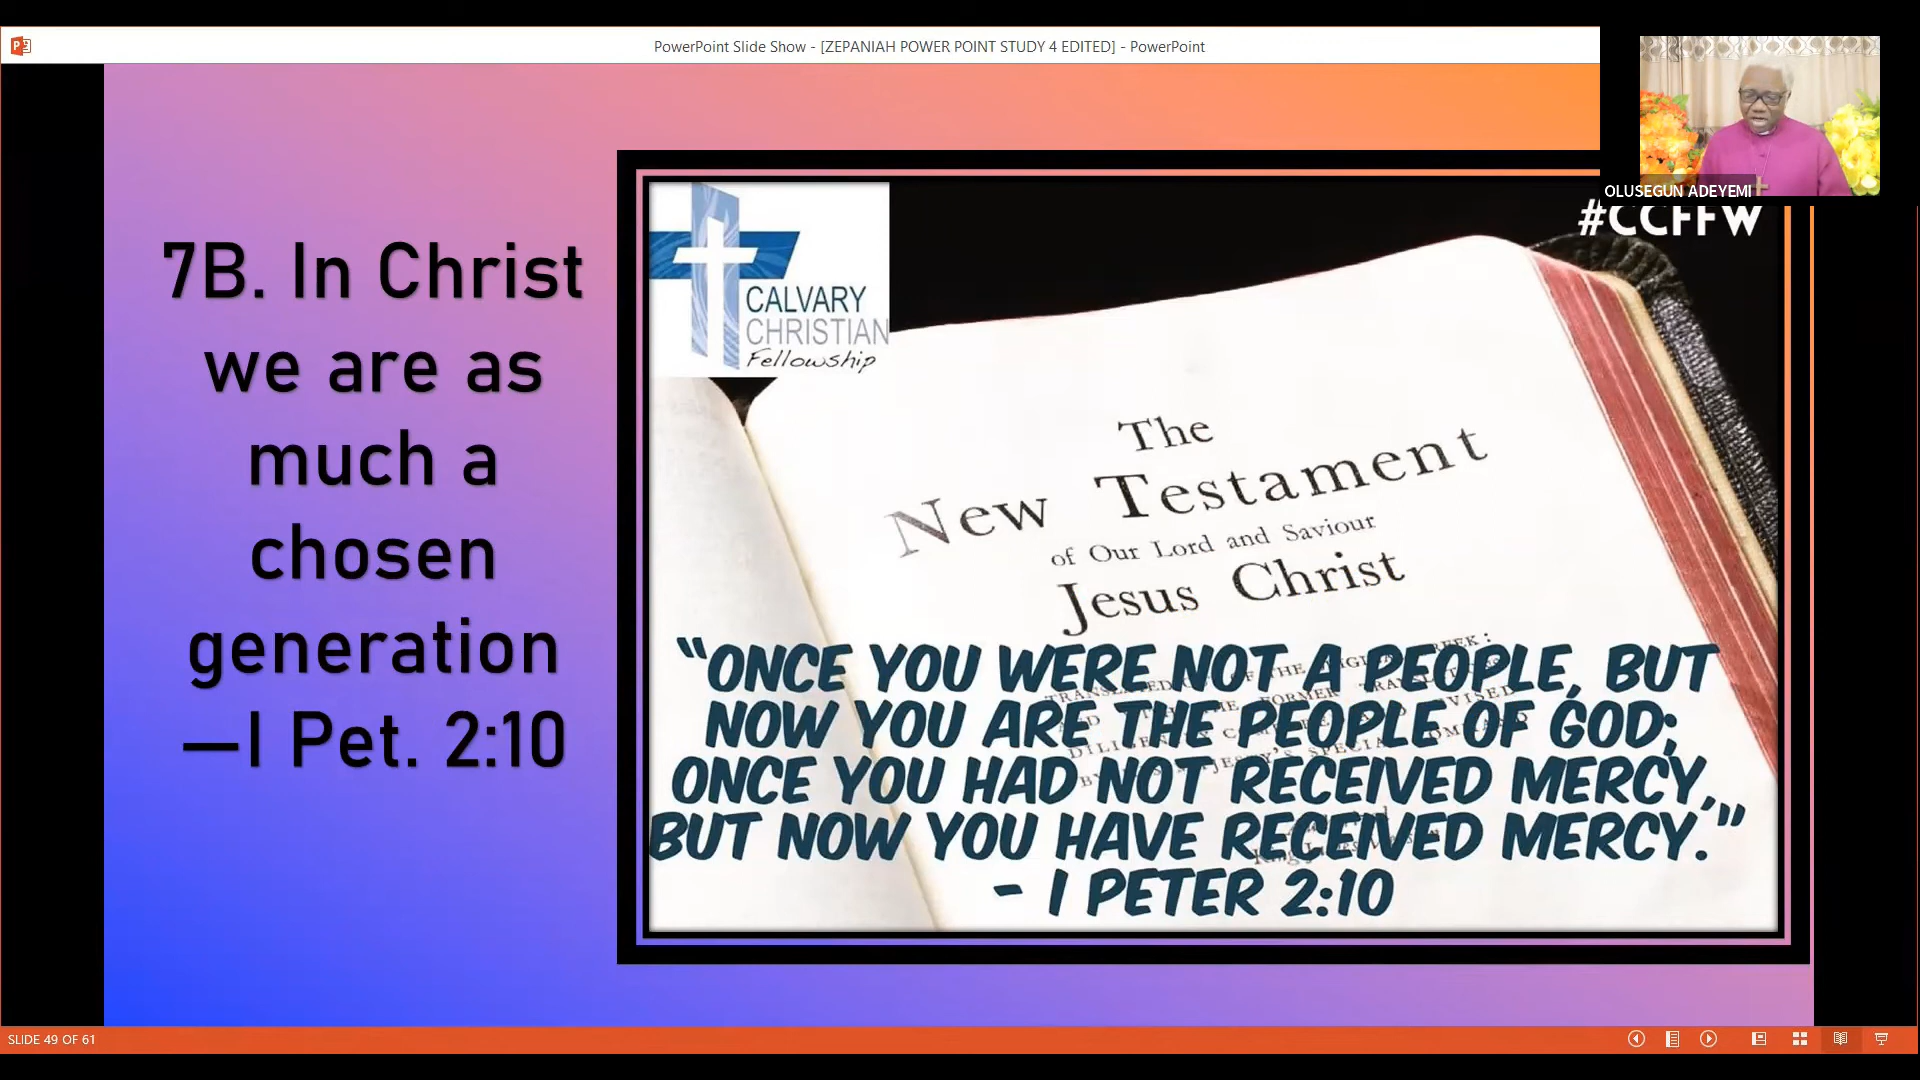 PowerPoint Slide Show - [ZEPANIAH POWER POINT STUDY 4 EDITED] - PowerPoint
OLUSEGUN ADEYEMI
7B. In Christ
we are as
much a
chosen
generation
—I Pet. 2:10
#CCFFW
CALVARY
CHRISTIAN
Fellowship
The
New Testament
of Our Lord and Saviour
Jesus Christ
“ONCE YOU WERE NOT A PEOPLE, BUT
NOW YOU ARE THE PEOPLE OF GOD;
ONCE YOU HAD NOT RECEIVED MERCY,
BUT NOW YOU HAVE RECEIVED MERCY.”
- I PETER 2:10
SLIDE 49 OF 61